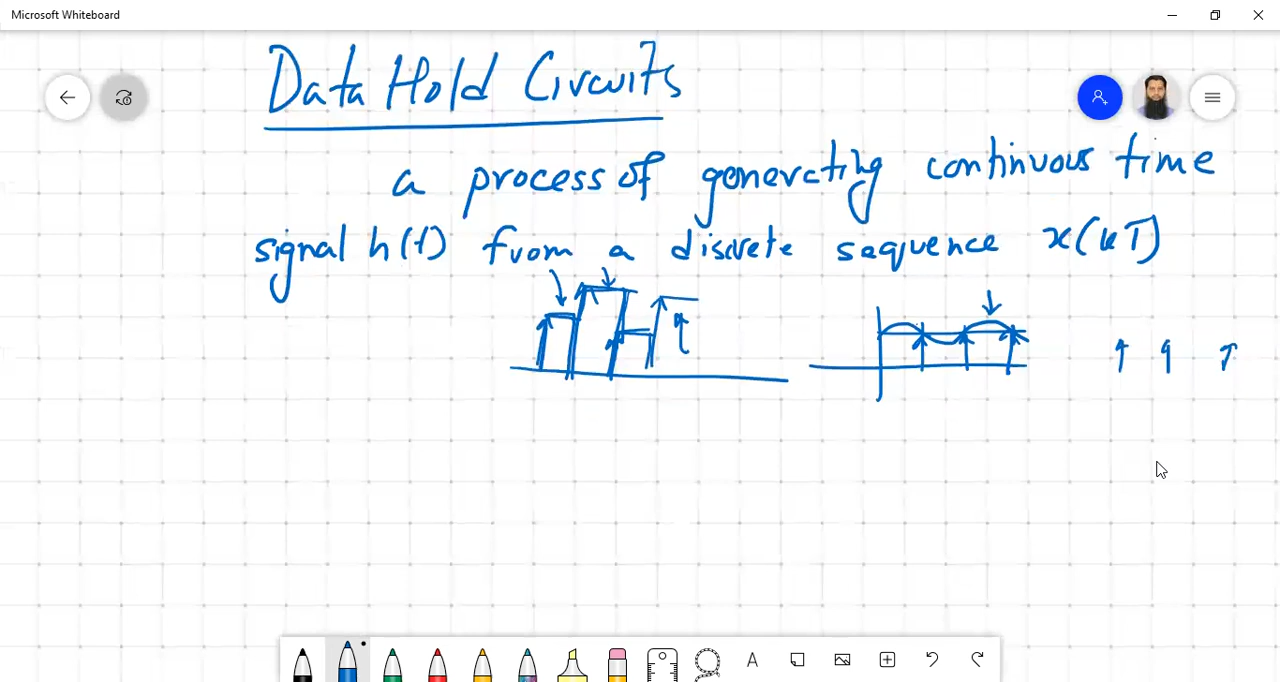 Microsoft Whiteboard
Data Hold Circuits
a process of generating continuous time
signal h(t) from a discrete sequence x(kT)
A